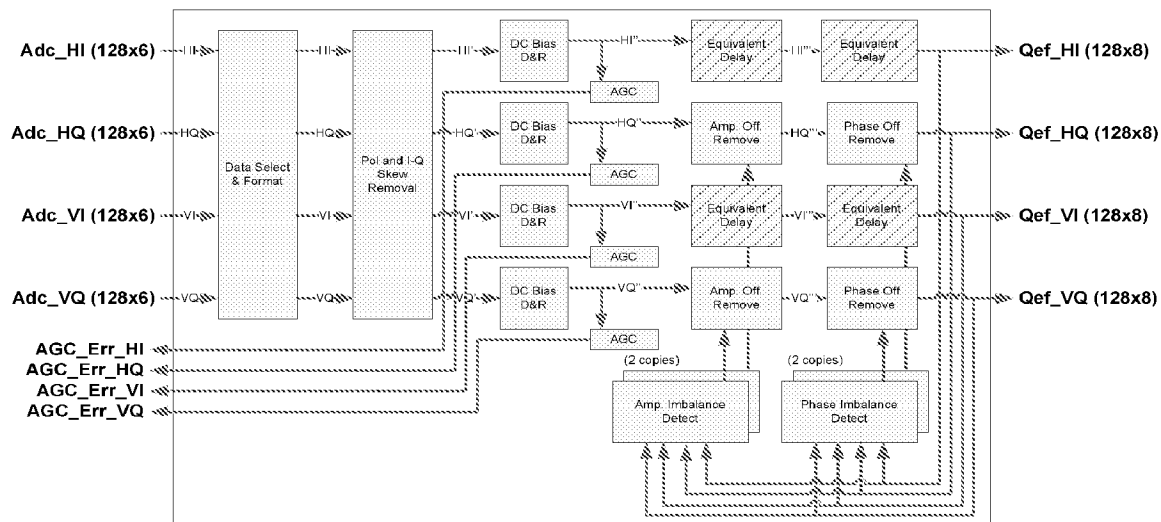 Adc_HI (128x6) HI HI HI' DC Bias D&R HI'' Equivalent Delay HI''' Equivalent Delay Qef_HI (128x8)
AGC
Adc_HQ (128x6) HQ HQ HQ' DC Bias D&R HQ'' Amp. Off. Remove HQ''' Phase Off Remove Qef_HQ (128x8)
Data Select & Format
Pol and I-Q Skew Removal
AGC
Adc_VI (128x6) VI VI VI' DC Bias D&R VI'' Equivalent Delay VI''' Equivalent Delay Qef_VI (128x8)
AGC
Adc_VQ (128x6) VQ VQ VQ' DC Bias D&R VQ'' Amp. Off. Remove VQ''' Phase Off Remove Qef_VQ (128x8)
AGC
AGC_Err_HI
AGC_Err_HQ
AGC_Err_VI
AGC_Err_VQ
(2 copies) (2 copies)
Amp. Imbalance Detect
Phase Imbalance Detect